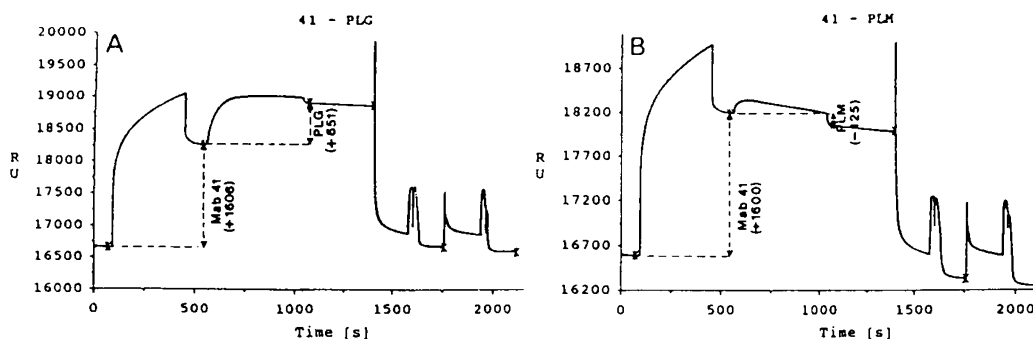 41 - PLG
A
20000
19500
19000
18500
18000
17500
17000
16500
16000
R
U
Mab 41
(+1606)
PLG
(+651)
0
500
1000
1500
2000
Time [s]
41 - PLM
B
18700
18200
17700
17200
16700
16200
R
U
Mab 41
(+1600)
PLM
(-125)
0
500
1000
1500
2000
Time [s]